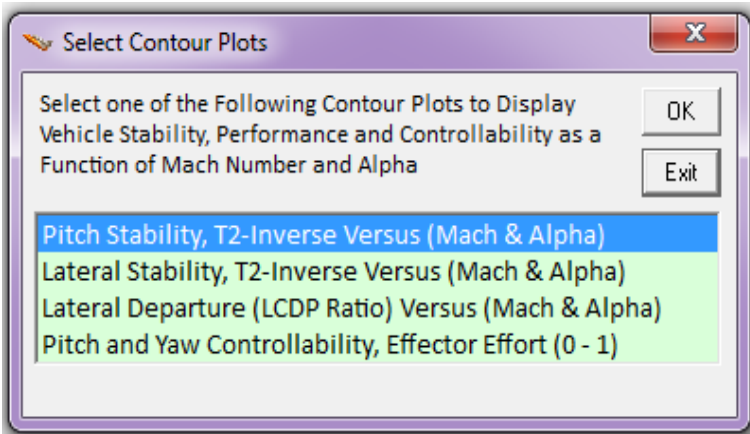 Select Contour Plots
X
Select one of the Following Contour Plots to Display
Vehicle Stability, Performance and Controllability as a
Function of Mach Number and Alpha
OK
Exit
Pitch Stability, T2-Inverse Versus (Mach & Alpha)
Lateral Stability, T2-Inverse Versus (Mach & Alpha)
Lateral Departure (LCDP Ratio) Versus (Mach & Alpha)
Pitch and Yaw Controllability, Effector Effort (0 - 1)